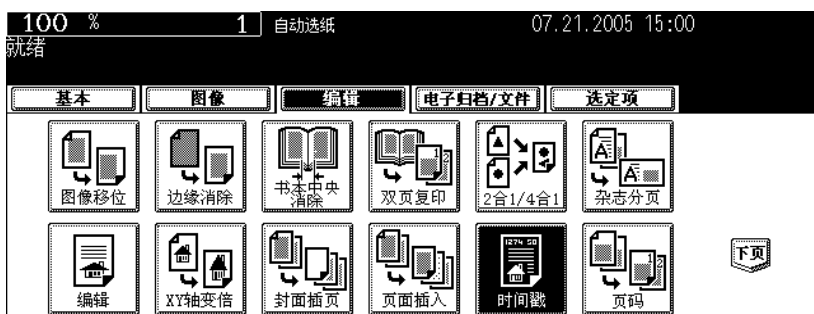 100 % 1 自动选纸 07.21.2005 15:00
就绪
基本 图像 编辑 电子归档/文件 选定项
图像移位 边缘消除 书本中央消除 双页复印 2合1/4合1 杂志分页
编辑 XY轴变倍 封面插页 页面插入 时间戳 页码 下页